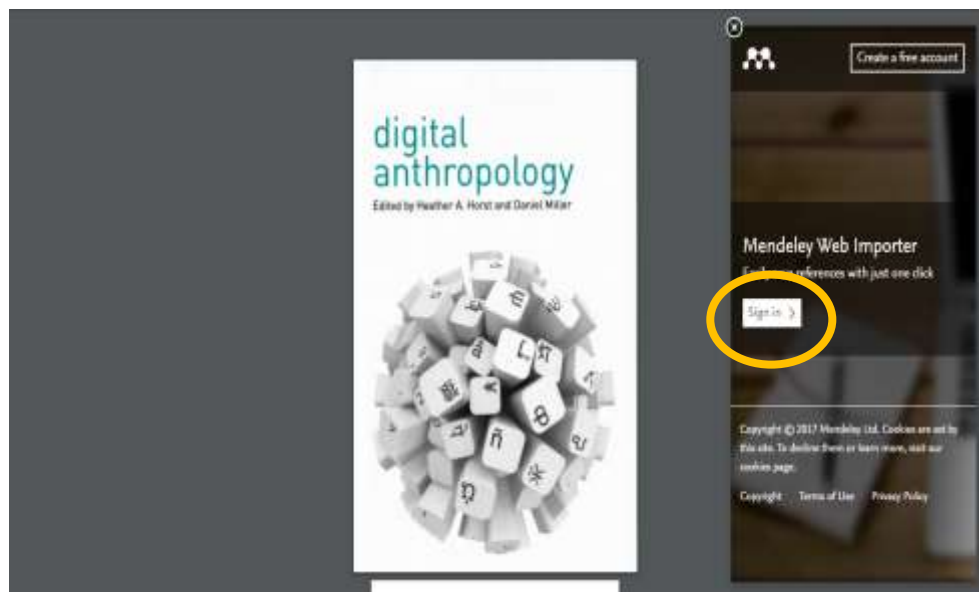 Create a free account
digital
anthropology
Edited by Heather A. Horst and Daniel Miller
Mendeley Web Importer
references with just one click
Sign in
Copyright © 2017 Mendeley Ltd. Cookies are set by
this site. To decline them or learn more, visit our
cookies page.
Copyright Terms of Use Privacy Policy